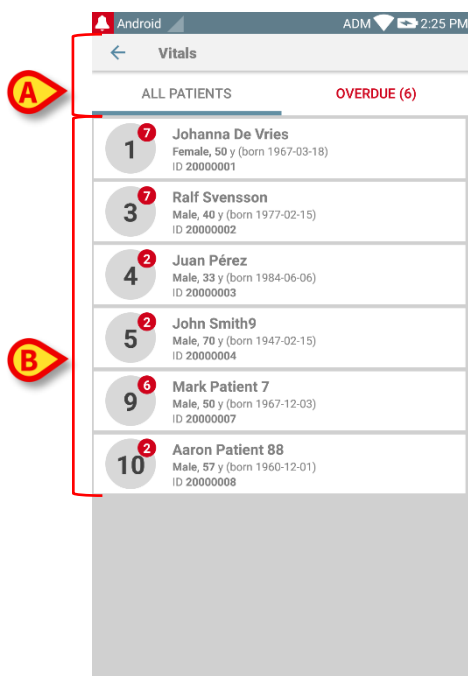 Android ADM 2:25 PM
Vitals
A
ALL PATIENTS OVERDUE (6)
1 7 Johanna De Vries
Female, 50 y (born 1967-03-18)
ID 20000001
3 7 Ralf Svensson
Male, 40 y (born 1977-02-15)
ID 20000002
4 2 Juan Pérez
Male, 33 y (born 1984-06-06)
ID 20000003
5 2 John Smith9
Male, 70 y (born 1947-02-15)
ID 20000004
B
9 6 Mark Patient 7
Male, 50 y (born 1967-12-03)
ID 20000007
10 2 Aaron Patient 88
Male, 57 y (born 1960-12-01)
ID 20000008